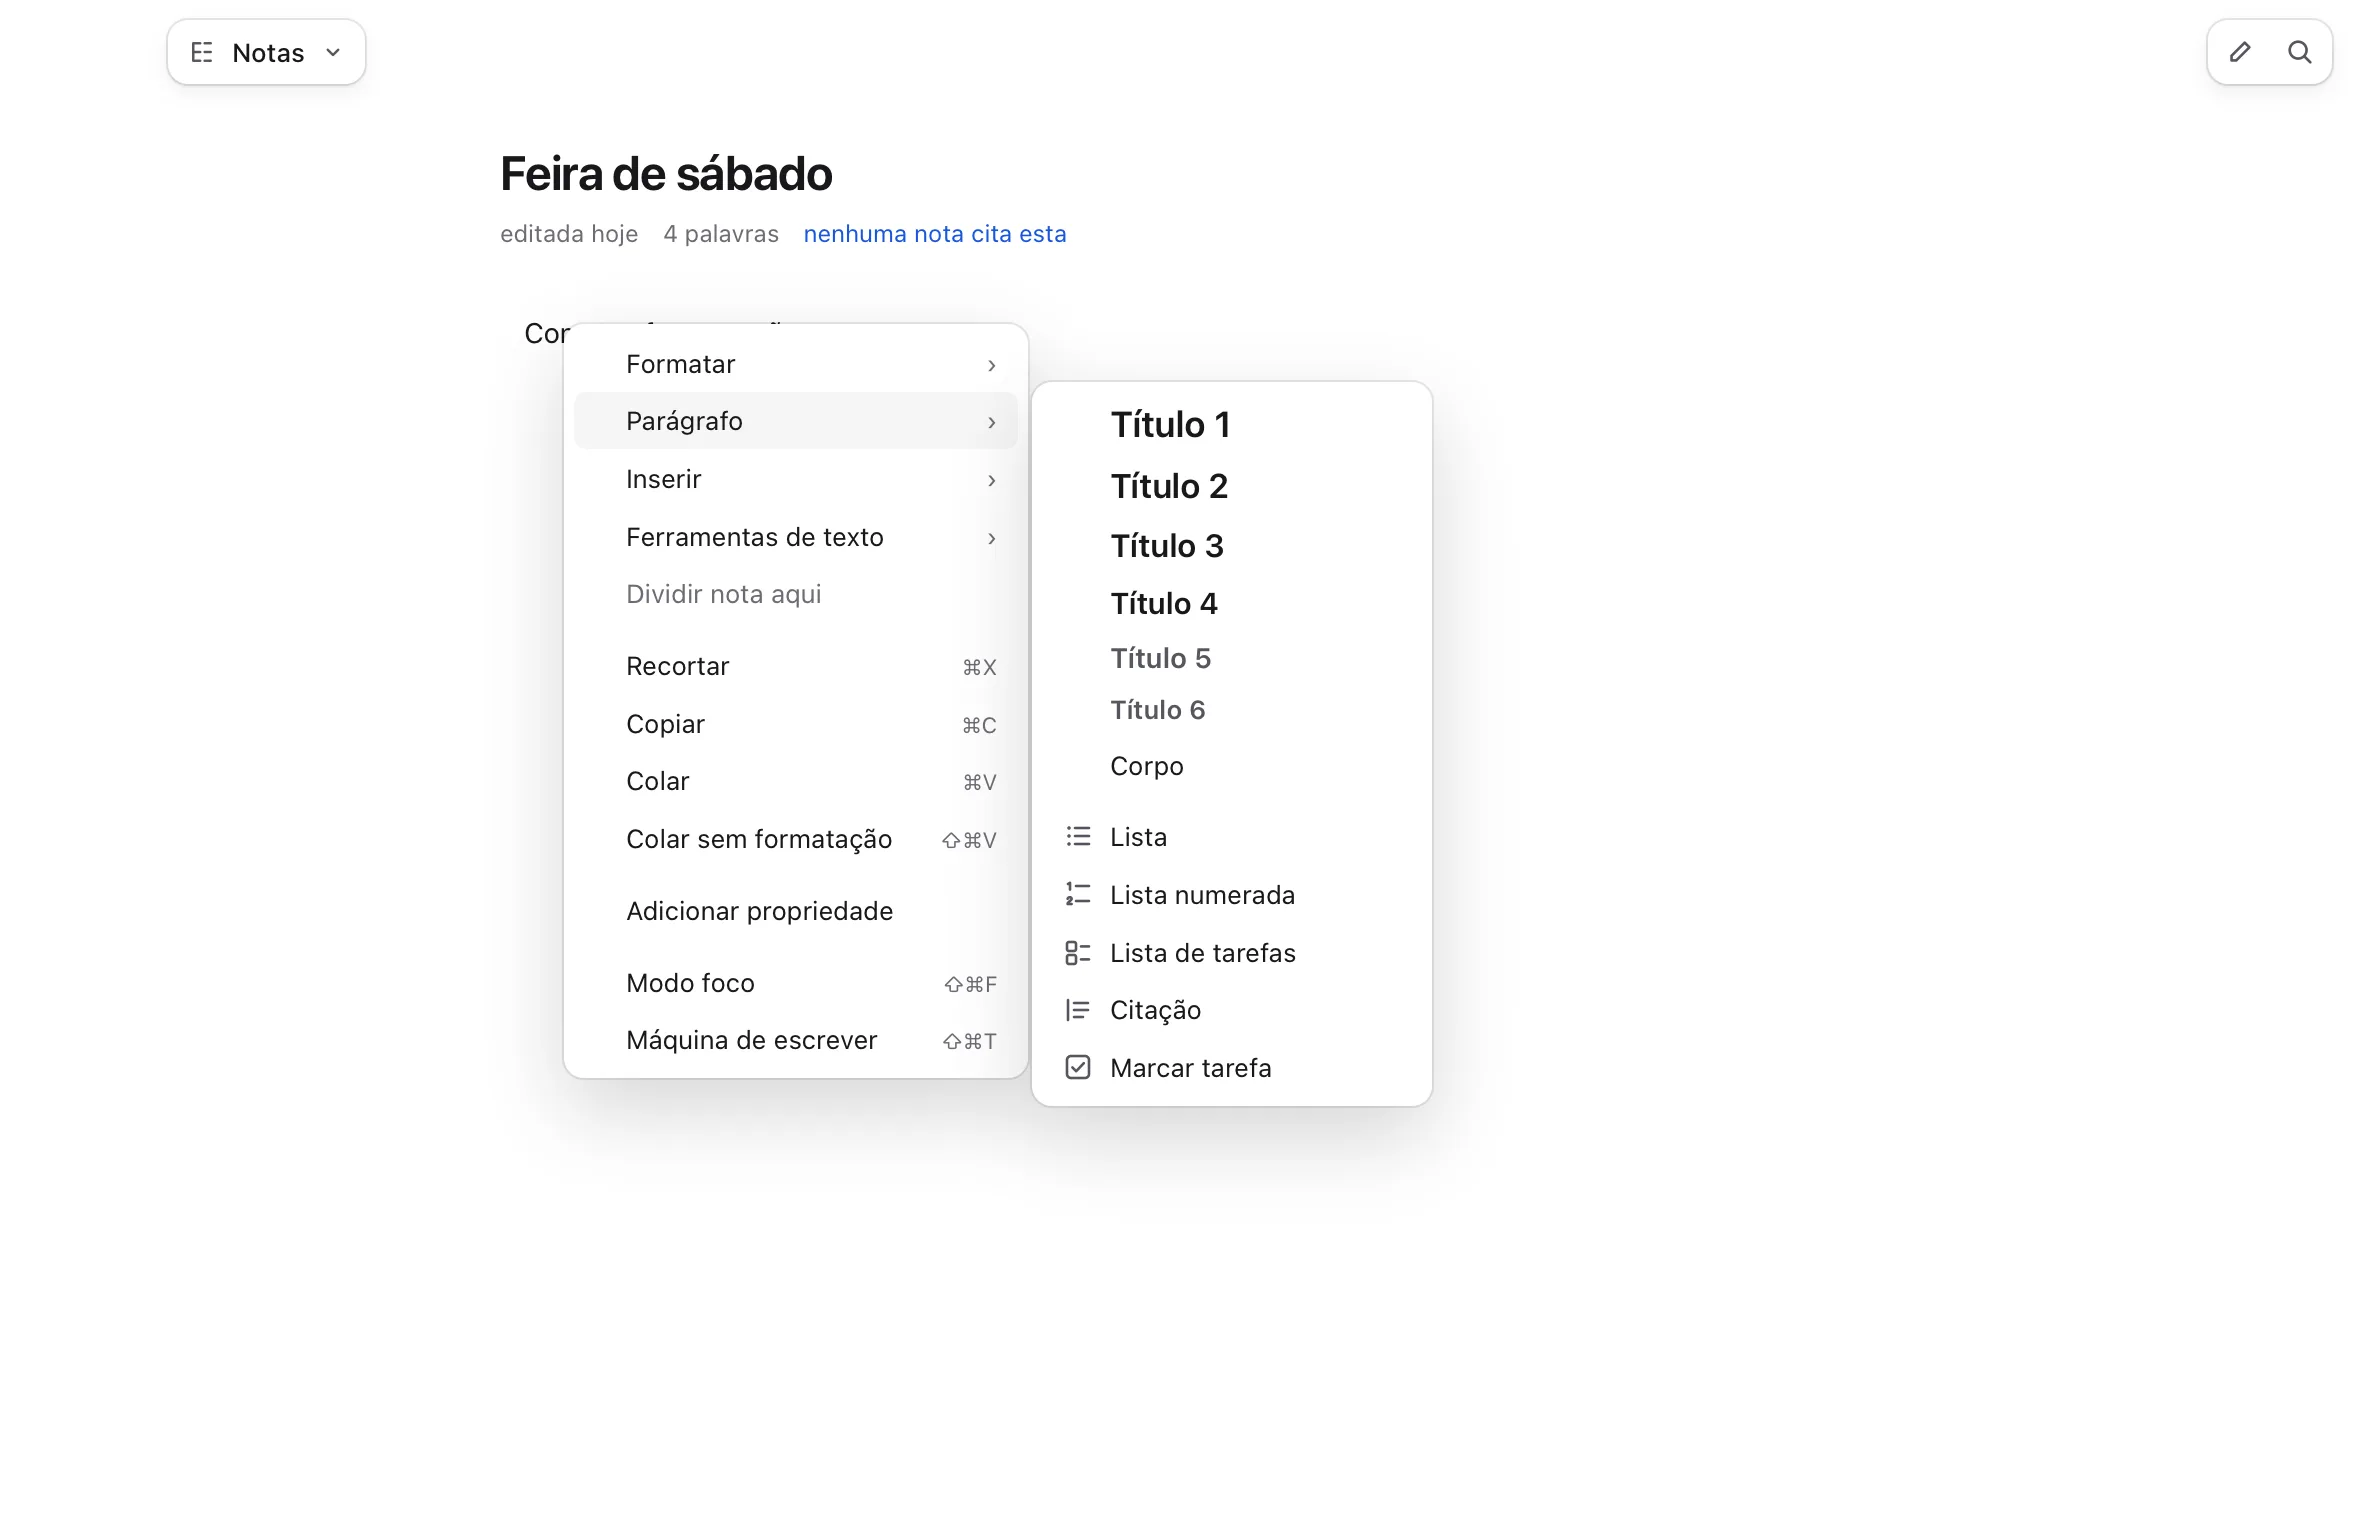 Notas
Feira de sábado
editada hoje 4 palavras nenhuma nota cita esta
Formatar
Parágrafo
Inserir
Ferramentas de texto
Dividir nota aqui
Recortar ⌘X
Copiar ⌘C
Colar ⌘V
Colar sem formatação ⇧⌘V
Adicionar propriedade
Modo foco ⇧⌘F
Máquina de escrever ⇧⌘T
Título 1
Título 2
Título 3
Título 4
Título 5
Título 6
Corpo
Lista
Lista numerada
Lista de tarefas
Citação
Marcar tarefa